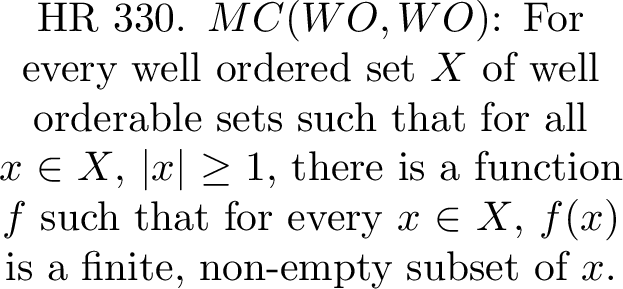 HR 330. MC(WO, WO): For
every well ordered set X of well
orderable sets such that for all
x ∈ X, |x| ≥ 1, there is a function
f such that for every x ∈ X, f(x)
is a finite, non-empty subset of x.